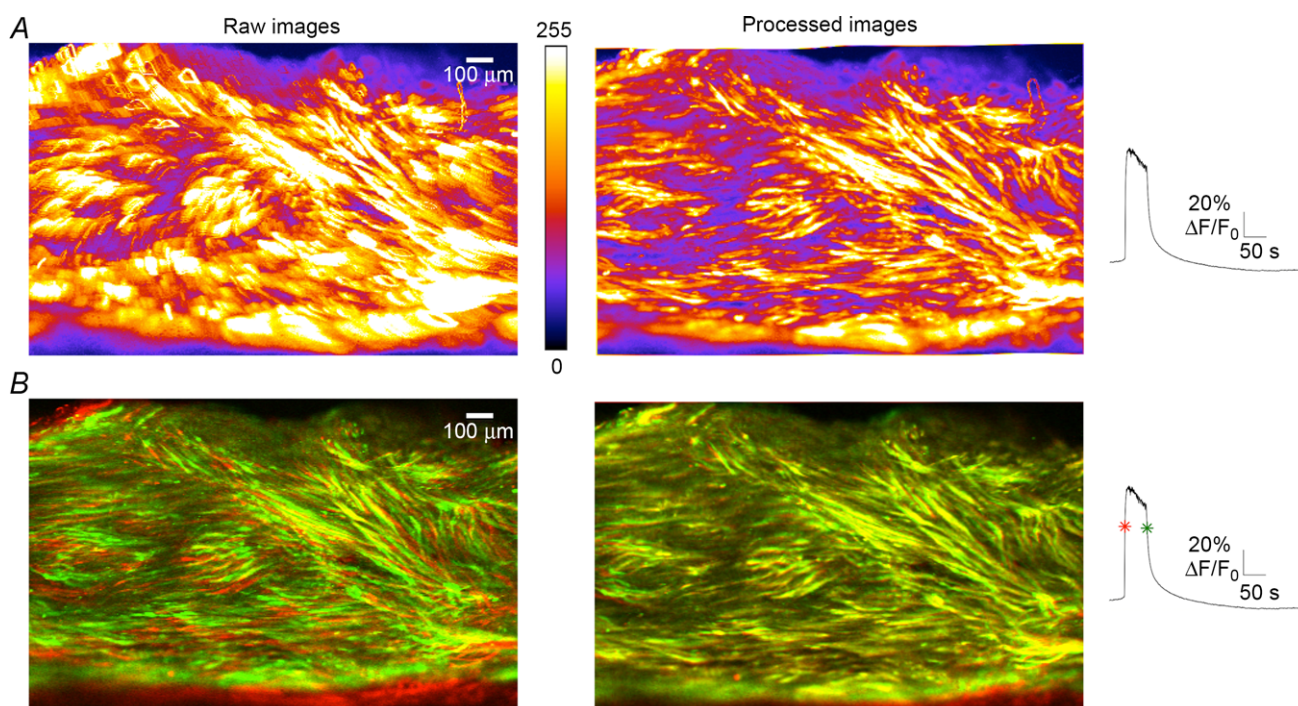 A
Raw images
255
Processed images
100 μm
20%
ΔF/F0
50 s
0
B
100 μm
20%
ΔF/F0
50 s